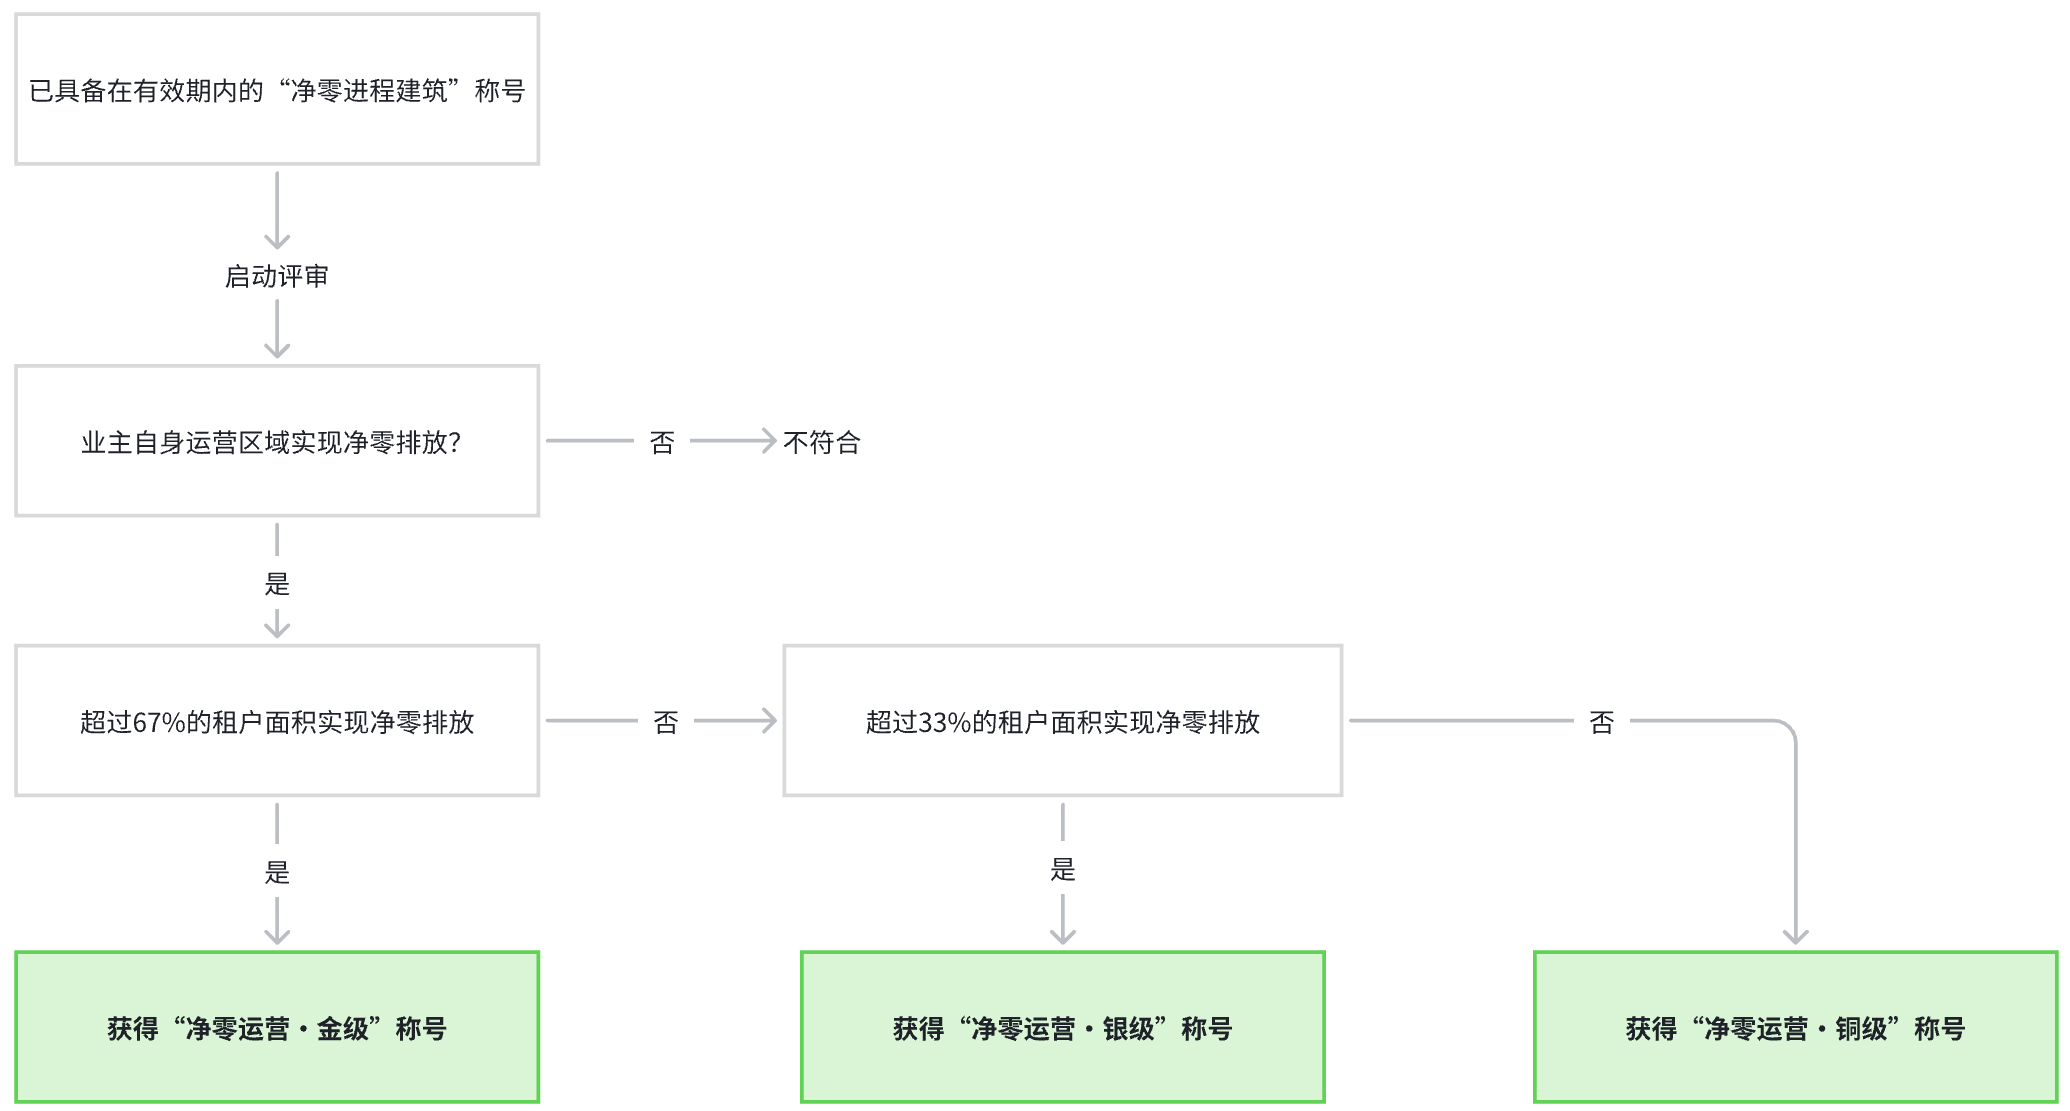 已具备在有效期内的“净零进程建筑”称号
启动评审
业主自身运营区域实现净零排放？
否
不符合
是
超过67%的租户面积实现净零排放
否
超过33%的租户面积实现净零排放
否
是
是
获得“净零运营·金级”称号
获得“净零运营·银级”称号
获得“净零运营·铜级”称号